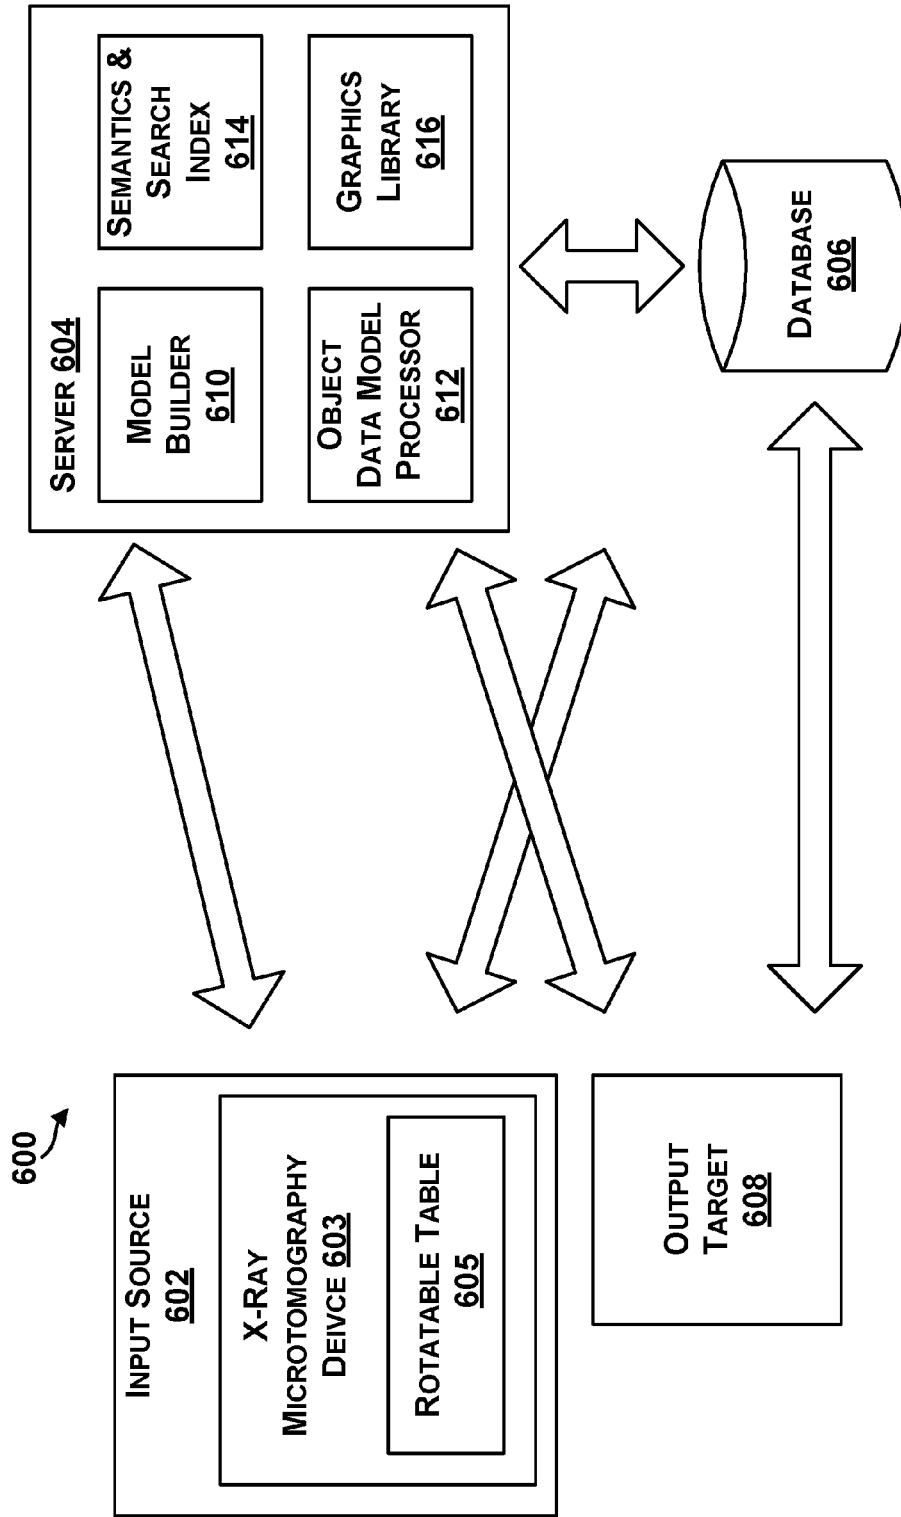 600
INPUT SOURCE
602
X-RAY
MICROTOMOGRAPHY
DEIVCE 603
ROTATABLE TABLE
605
OUTPUT
TARGET
608
SERVER 604
MODEL
BUILDER
610
SEMANTICS &
SEARCH
INDEX
614
OBJECT
DATA MODEL
PROCESSOR
612
GRAPHICS
LIBRARY
616
DATABASE
606